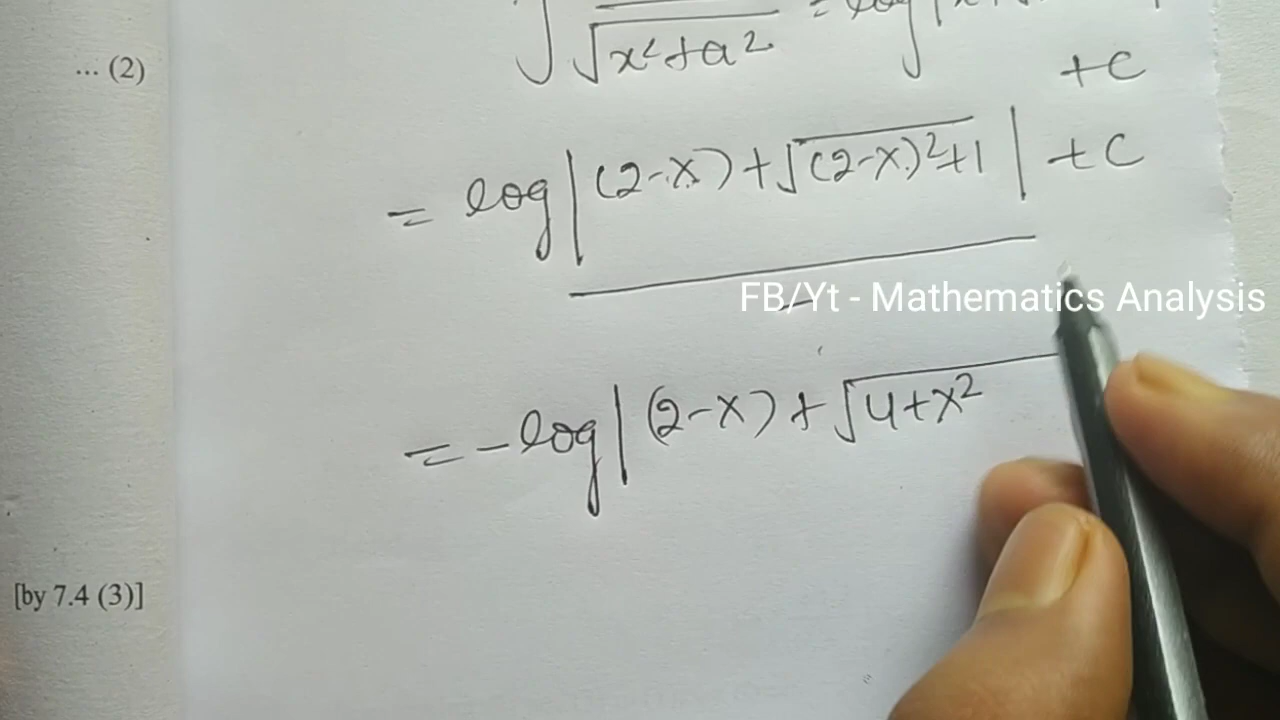 ∫ √x²+a² = log|x+
... (2)
+C
= log|(2-x)+√(2-x)²+1| +C
—
FB/Yt - Mathematics Analysis
= -log|(2-x)+√4+x²
[by 7.4 (3)]